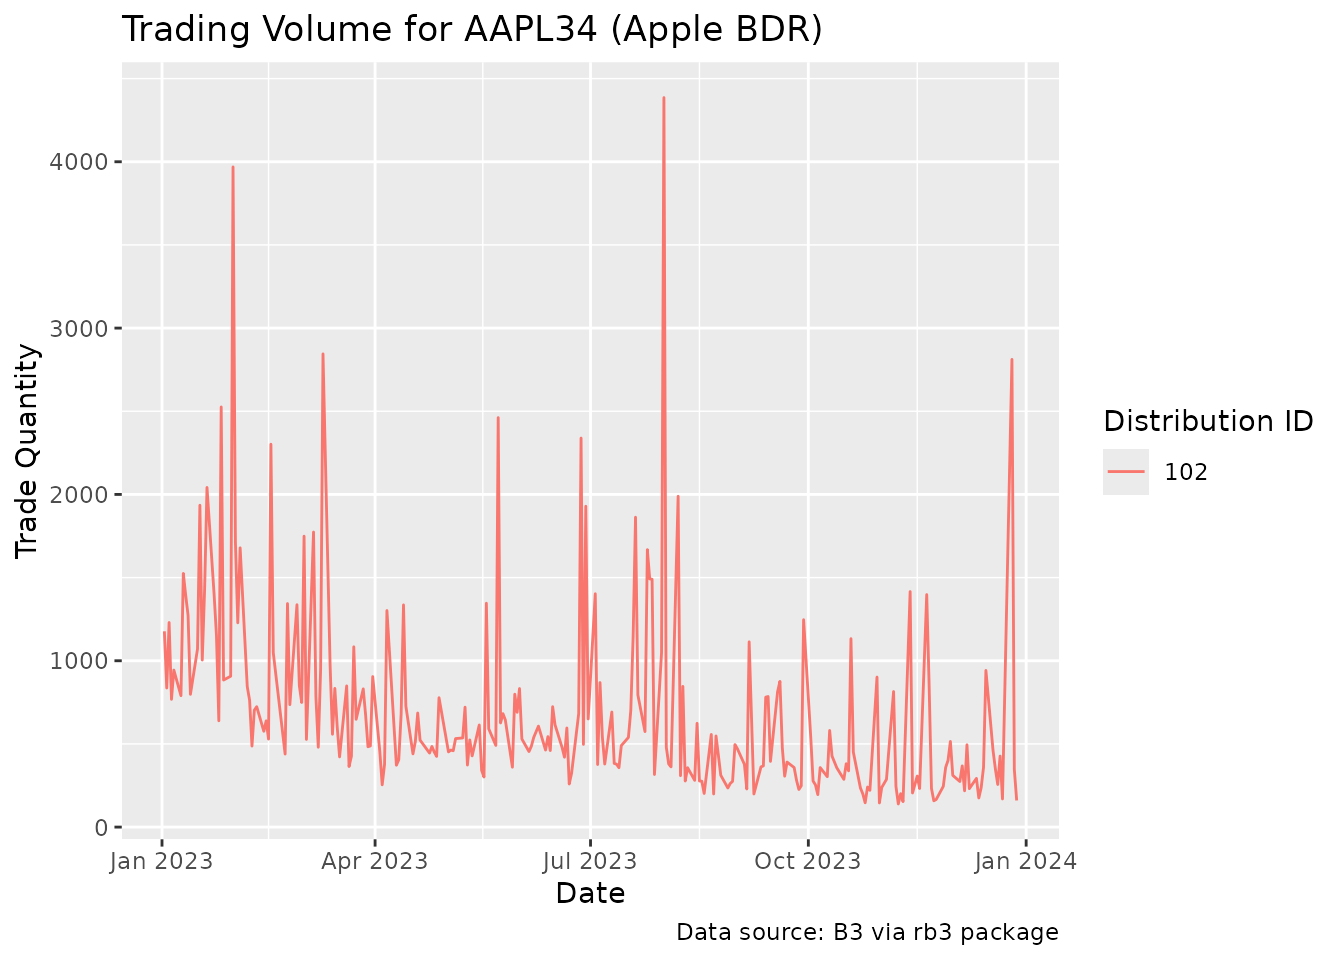 Trading Volume for AAPL34 (Apple BDR)
Trade Quantity
4000
3000
2000
1000
0
Jan 2023 Apr 2023 Jul 2023 Oct 2023 Jan 2024
Date
Distribution ID
102
Data source: B3 via rb3 package